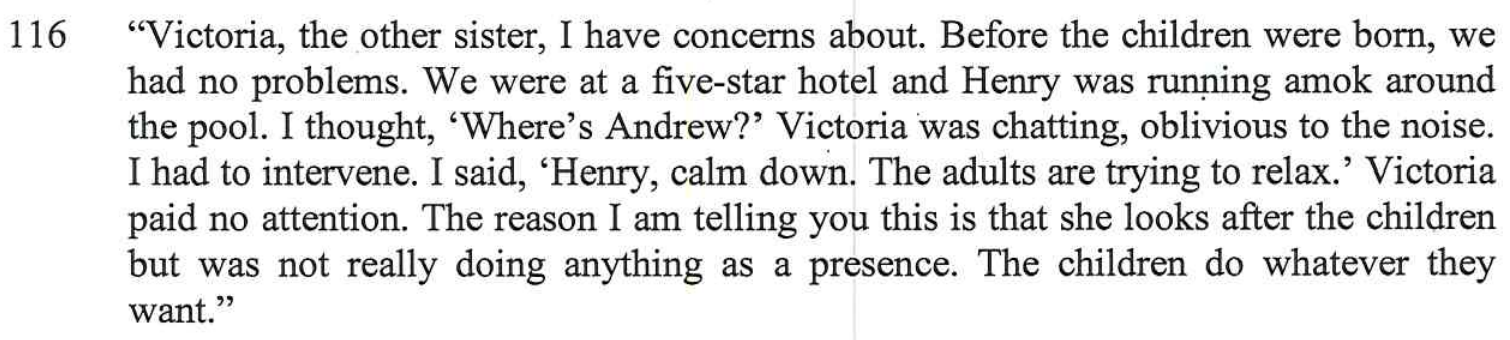 116 “Victoria, the other sister, I have concerns about. Before the children were born, we
had no problems. We were at a five-star hotel and Henry was running amok around
the pool. I thought, ‘Where’s Andrew?’ Victoria was chatting, oblivious to the noise.
I had to intervene. I said, ‘Henry, calm down. The adults are trying to relax.’ Victoria
paid no attention. The reason I am telling you this is that she looks after the children
but was not really doing anything as a presence. The children do whatever they
want.”